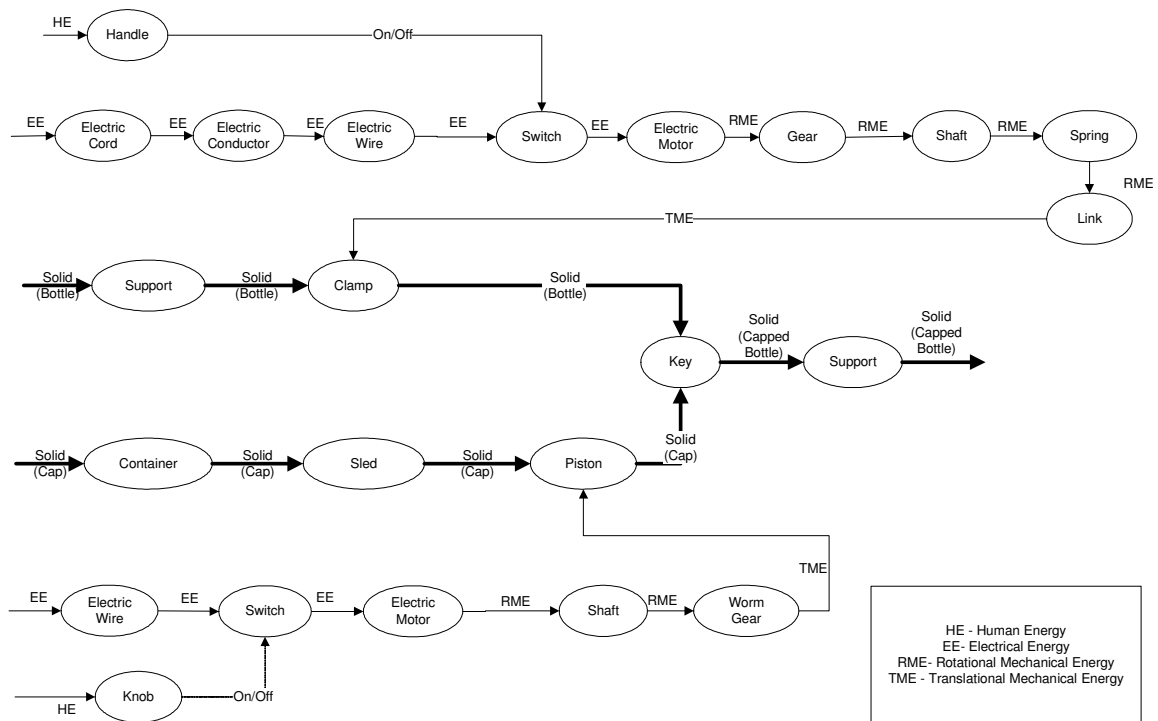 HE
Handle
On/Off
EE
Electric
Cord
EE
Electric
Conductor
EE
Electric
Wire
EE
Switch
EE
Electric
Motor
RME
Gear
RME
Shaft
RME
Spring
RME
Link
TME
Solid
(Bottle)
Support
Solid
(Bottle)
Clamp
Solid
(Bottle)
Key
Solid
(Capped
Bottle)
Support
Solid
(Capped
Bottle)
Solid
(Cap)
Container
Solid
(Cap)
Sled
Solid
(Cap)
Piston
Solid
(Cap)
TME
EE
Electric
Wire
EE
Switch
EE
Electric
Motor
RME
Shaft
RME
Worm
Gear
HE
Knob
On/Off
HE - Human Energy
EE- Electrical Energy
RME- Rotational Mechanical Energy
TME - Translational Mechanical Energy